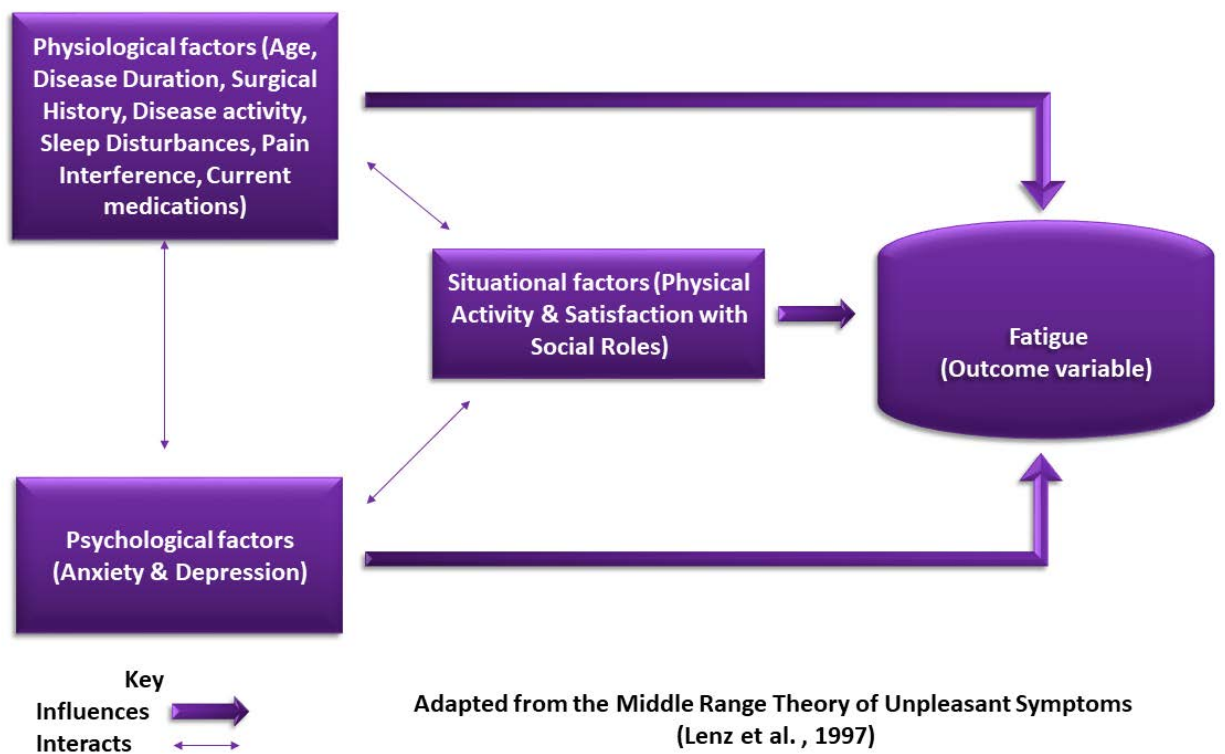 Physiological factors (Age,
Disease Duration, Surgical
History, Disease activity,
Sleep Disturbances, Pain
Interference, Current
medications)
Situational factors (Physical
Activity & Satisfaction with
Social Roles)
Fatigue
(Outcome variable)
Psychological factors
(Anxiety & Depression)
Key
Influences
Interacts
Adapted from the Middle Range Theory of Unpleasant Symptoms
(Lenz et al. , 1997)